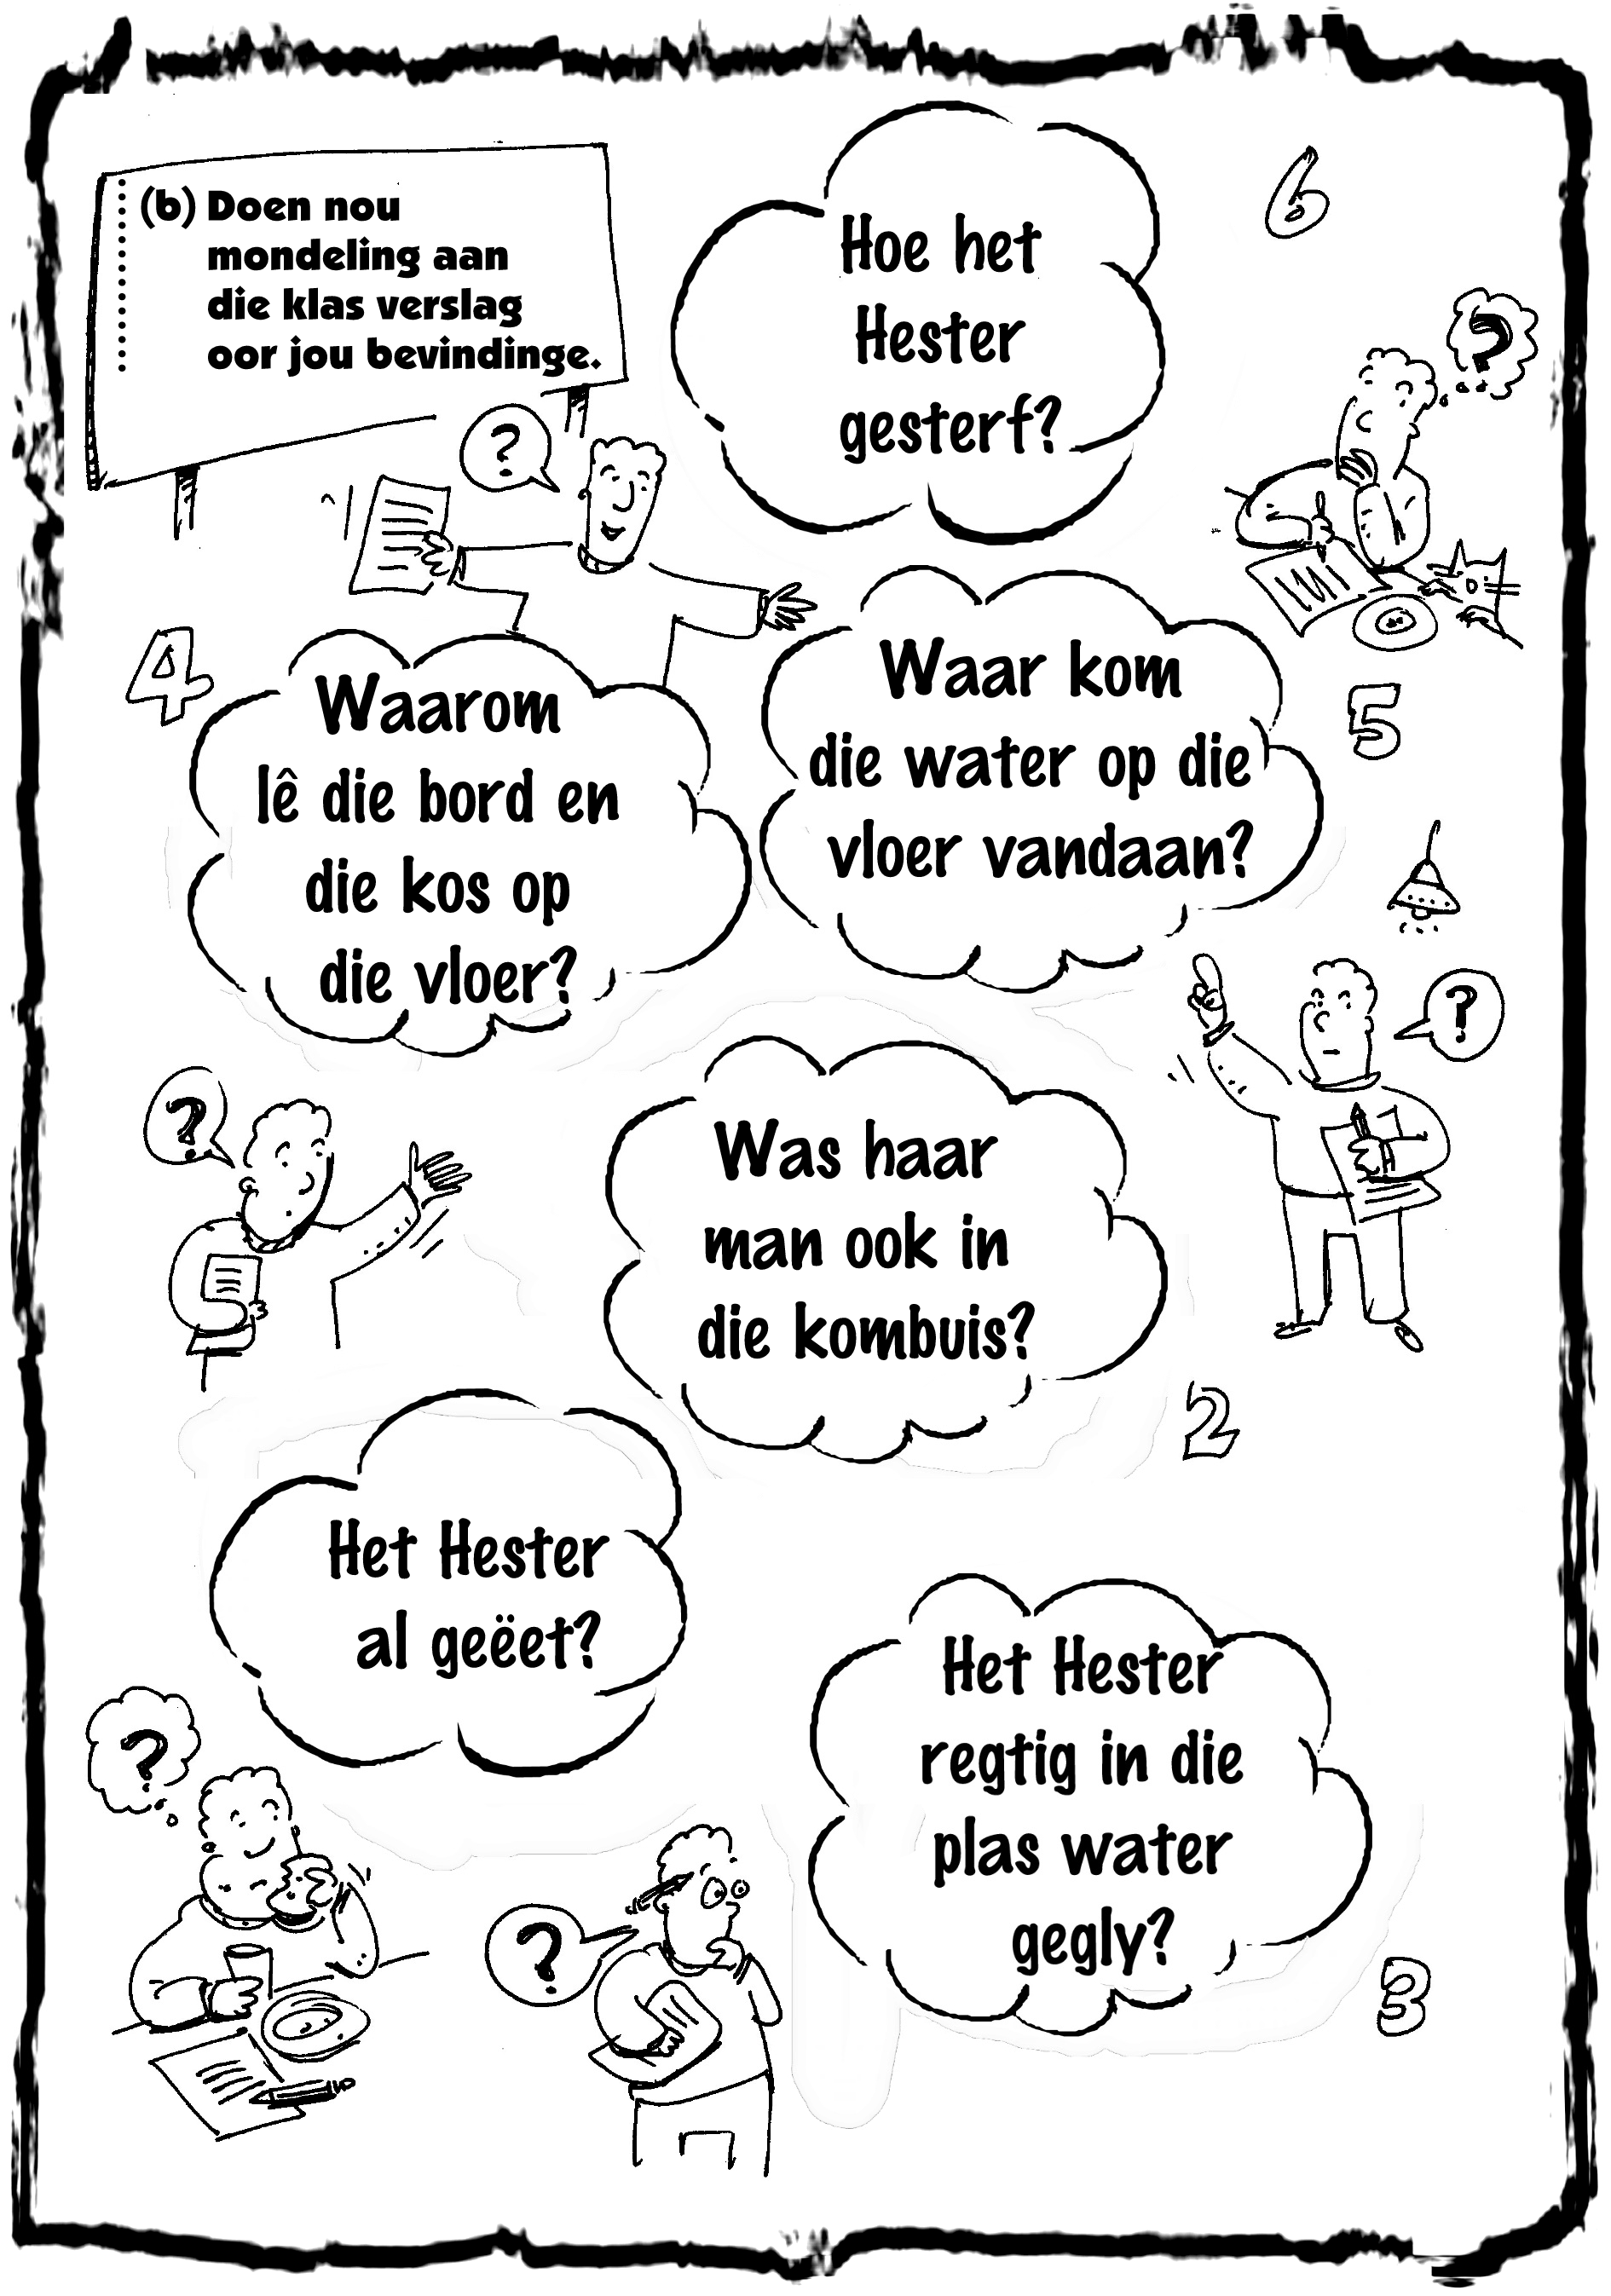 (b) Doen nou
mondeling aan
die klas verslag
oor jou bevindinge.
Hoe het
Hester
gesterf?
6
?
?
4
Waarom
lê die bord en
die kos op
die vloer?
Waar kom
die water op die
vloer vandaan?
5
?
?
Was haar
man ook in
die kombuis?
2
Het Hester
al geëet?
?
?
Het Hester
regtig in die
plas water
gegly?
3